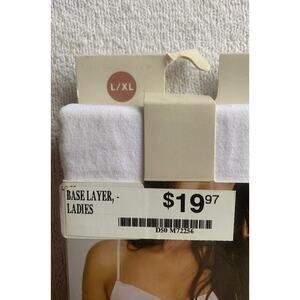 L/XL
BASE LAYER, -
LADIES
$19.97
D50 M72256